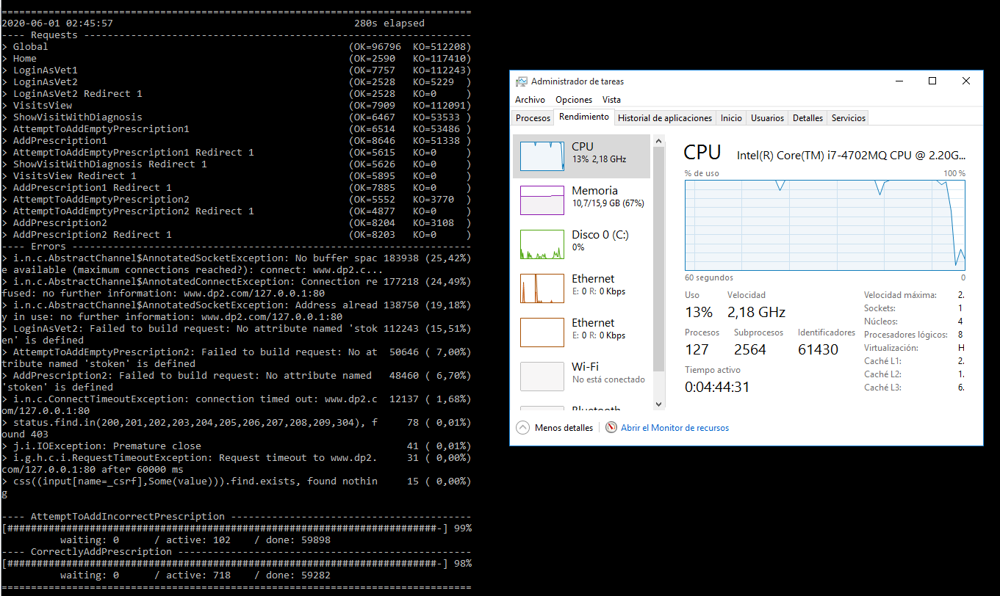 ================================================================================
2020-06-01 02:45:57                                         280s elapsed
---- Requests ------------------------------------------------------------------
> Global                                                   (OK=96796  KO=512208)
> Home                                                     (OK=2590   KO=117410)
> LoginAsVet1                                              (OK=7757   KO=112243)
> LoginAsVet2                                              (OK=2528   KO=5229  )
> LoginAsVet2 Redirect 1                                   (OK=2528   KO=0     )
> VisitsView                                               (OK=7909   KO=112091)
> ShowVisitWithDiagnosis                                   (OK=6467   KO=53533 )
> AttemptToAddEmptyPrescription1                           (OK=6514   KO=53486 )
> AddPrescription1                                         (OK=8646   KO=51338 )
> AttemptToAddEmptyPrescription1 Redirect 1                (OK=5615   KO=0     )
> ShowVisitWithDiagnosis Redirect 1                        (OK=5626   KO=0     )
> VisitsView Redirect 1                                    (OK=5895   KO=0     )
> AddPrescription1 Redirect 1                              (OK=7885   KO=0     )
> AttemptToAddEmptyPrescription2                           (OK=5552   KO=3770  )
> AttemptToAddEmptyPrescription2 Redirect 1                (OK=4877   KO=0     )
> AddPrescription2                                         (OK=8204   KO=3108  )
> AddPrescription2 Redirect 1                              (OK=8203   KO=0     )
---- Errors --------------------------------------------------------------------
> i.n.c.AbstractChannel$AnnotatedSocketException: No buffer spac 183938 (25,42%)
e available (maximum connections reached?): connect: www.dp2.c...
> i.n.c.AbstractChannel$AnnotatedConnectException: Connection re 177218 (24,49%)
fused: no further information: www.dp2.com/127.0.0.1:80
> i.n.c.AbstractChannel$AnnotatedSocketException: Address alread 138750 (19,18%)
y in use: no further information: www.dp2.com/127.0.0.1:80
> LoginAsVet2: Failed to build request: No attribute named 'stok 112243 (15,51%)
en' is defined
> AttemptToAddEmptyPrescription2: Failed to build request: No at  50646 ( 7,00%)
tribute named 'stoken' is defined
> AddPrescription2: Failed to build request: No attribute named   48460 ( 6,70%)
'stoken' is defined
> i.n.c.ConnectTimeoutException: connection timed out: www.dp2.c  12137 ( 1,68%)
om/127.0.0.1:80
> status.find.in(200,201,202,203,204,205,206,207,208,209,304), f     78 ( 0,01%)
ound 403
> j.i.IOException: Premature close                                   41 ( 0,01%)
> i.g.h.c.i.RequestTimeoutException: Request timeout to www.dp2.     31 ( 0,00%)
com/127.0.0.1:80 after 60000 ms
> css((input[name=_csrf],Some(value))).find.exists, found nothin     15 ( 0,00%)
g
---- AttemptToAddIncorrectPrescription -----------------------------------------
[#########################################################################-] 99%
          waiting: 0      / active: 102    / done: 59898
---- CorrectlyAddPrescription --------------------------------------------------
[#########################################################################-] 98%
          waiting: 0      / active: 718    / done: 59282
================================================================================
Administrador de tareas
Archivo Opciones Vista
Procesos Rendimiento Historial de aplicaciones Inicio Usuarios Detalles Servicios
CPU
13% 2,18 GHz
Memoria
10,7/15,9 GB (67%)
Disco 0 (C:)
0%
Ethernet
E: 0 R: 0 Kbps
Ethernet
E: 0 R: 0 Kbps
Wi-Fi
No está conectado
Bluetooth
CPU Intel(R) Core(TM) i7-4702MQ CPU @ 2.20G...
% de uso 100 %
60 segundos 0
Uso Velocidad
13% 2,18 GHz
Procesos Subprocesos Identificadores
127 2564 61430
Tiempo activo
0:04:44:31
Velocidad máxima: 2.
Sockets: 1
Núcleos: 4
Procesadores lógicos: 8
Virtualización: H
Caché L1: 2.
Caché L2: 1.
Caché L3: 6.
Menos detalles Abrir el Monitor de recursos